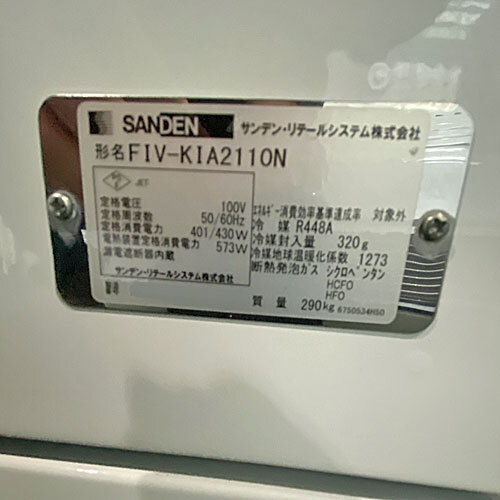 SANDEN サンデン・リテールシステム株式会社
形名 FIV-KIA2110N
PSE JET
定格電圧 100V
定格周波数 50/60Hz
定格消費電力 401/430W
電熱装置定格消費電力 573W
漏電遮断器内蔵
サンデン・リテールシステム株式会社
エネルギー消費効率基準達成率 対象外
冷媒 R448A
冷媒封入量 320g
冷媒地球温暖化係数 1273
断熱発泡ガス シクロペンタン
HCFO
HFO
質量 290kg
6750534H50